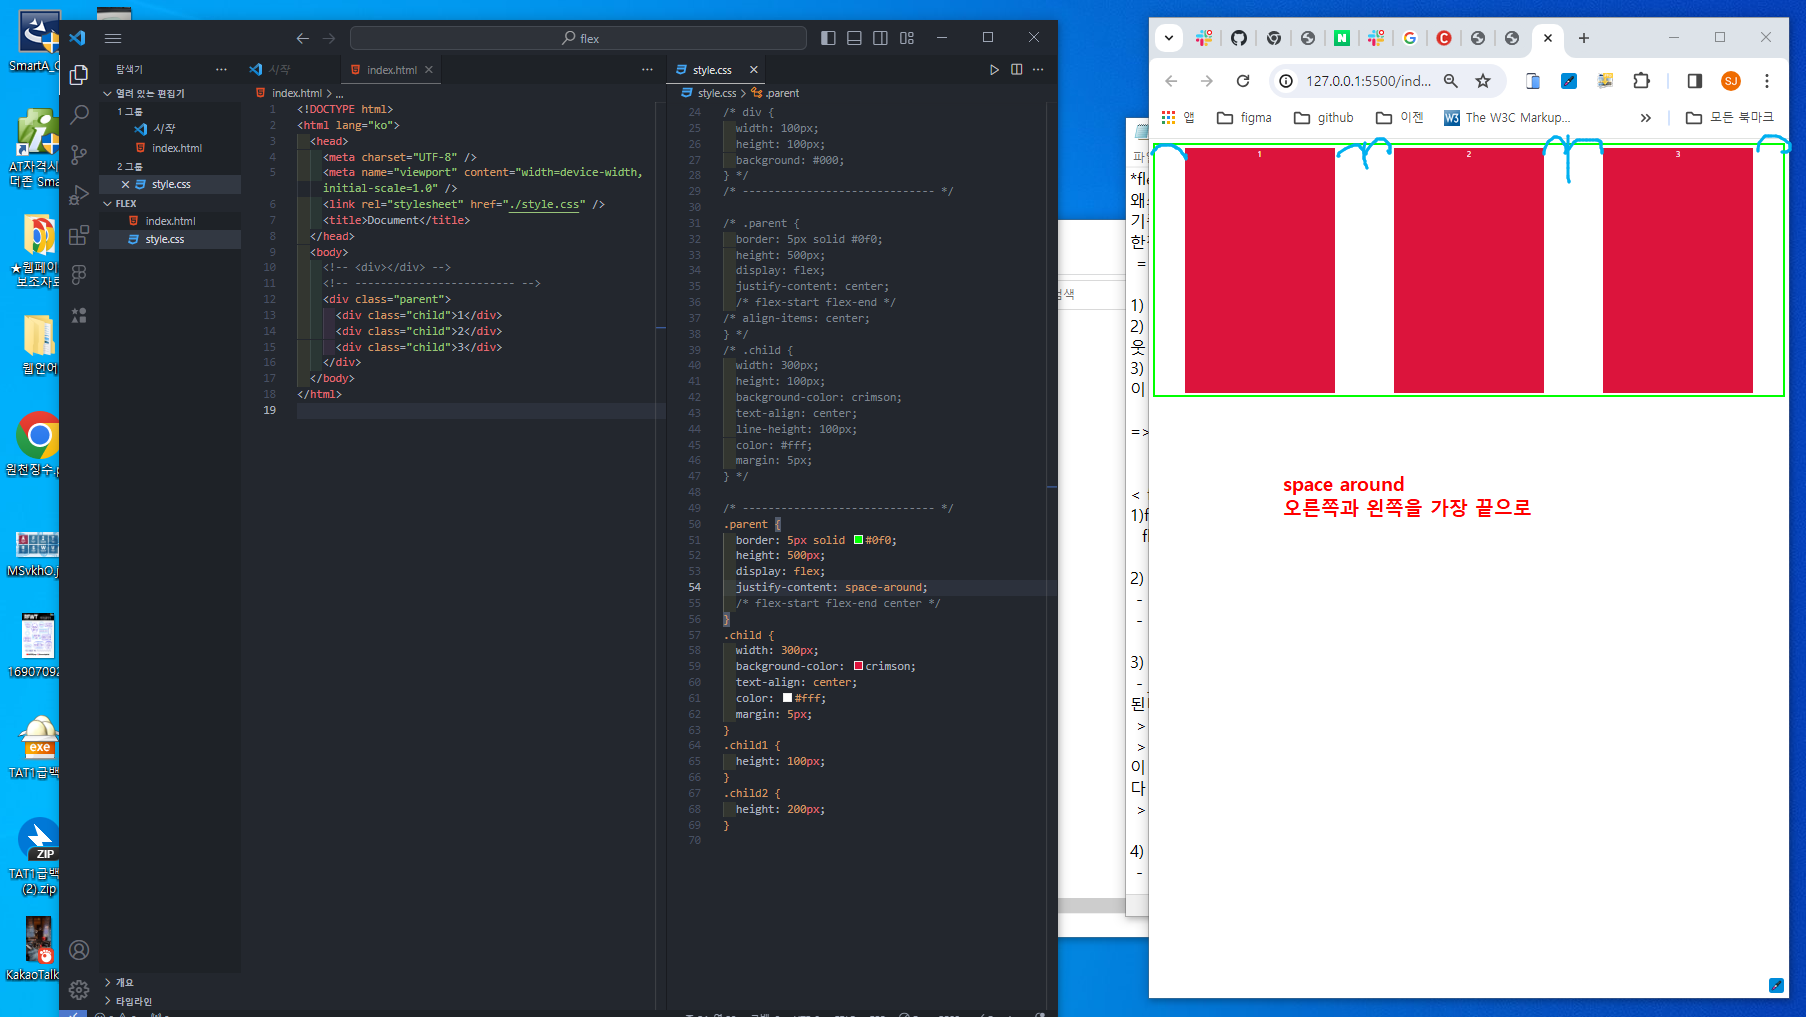 SmartA_C
AT자격시
더존 Sma
★웹페이
보조자료
웹언어
원천징수.p
MSvkhO.j
16907092
TAT1급백
TAT1급백
(2).zip
KakaoTalk
flex
탐색기
열려 있는 편집기
1 그룹
시작
index.html
2 그룹
style.css
FLEX
index.html
style.css
개요
타임라인
시작
index.html
index.html > ...
1 <!DOCTYPE html>
2 <html lang="ko">
3 <head>
4 <meta charset="UTF-8" />
5 <meta name="viewport" content="width=device-width,
initial-scale=1.0" />
6 <link rel="stylesheet" href="./style.css" />
7 <title>Document</title>
8 </head>
9 <body>
10 <!-- <div></div> -->
11 <!-- ------------------------- -->
12 <div class="parent">
13 <div class="child">1</div>
14 <div class="child">2</div>
15 <div class="child">3</div>
16 </div>
17 </body>
18 </html>
19
style.css
style.css > .parent
24 /* div {
25 width: 100px;
26 height: 100px;
27 background: #000;
28 } */
29 /* ------------------------------ */
30
31 /* .parent {
32 border: 5px solid #0f0;
33 height: 500px;
34 display: flex;
35 justify-content: center;
36 /* flex-start flex-end */
37 /* align-items: center;
38 } */
39 /* .child {
40 width: 300px;
41 height: 100px;
42 background-color: crimson;
43 text-align: center;
44 line-height: 100px;
45 color: #fff;
46 margin: 5px;
47 } */
48
49 /* ------------------------------ */
50 .parent {
51 border: 5px solid #0f0;
52 height: 500px;
53 display: flex;
54 justify-content: space-around;
55 /* flex-start flex-end center */
56 }
57 .child {
58 width: 300px;
59 background-color: crimson;
60 text-align: center;
61 color: #fff;
62 margin: 5px;
63 }
64 .child1 {
65 height: 100px;
66 }
67 .child2 {
68 height: 200px;
69 }
70
검색
*fle
왜
기
한
=
1)
2)
웃
3)
이
=>
<
1)f
fl
2)
-
-
3)
-
된
>
>
이
다
>
4)
-
127.0.0.1:5500/ind...
SJ
앱
figma
github
이젠
The W3C Markup...
모든 북마크
1
2
3
space around
오른쪽과 왼쪽을 가장 끝으로